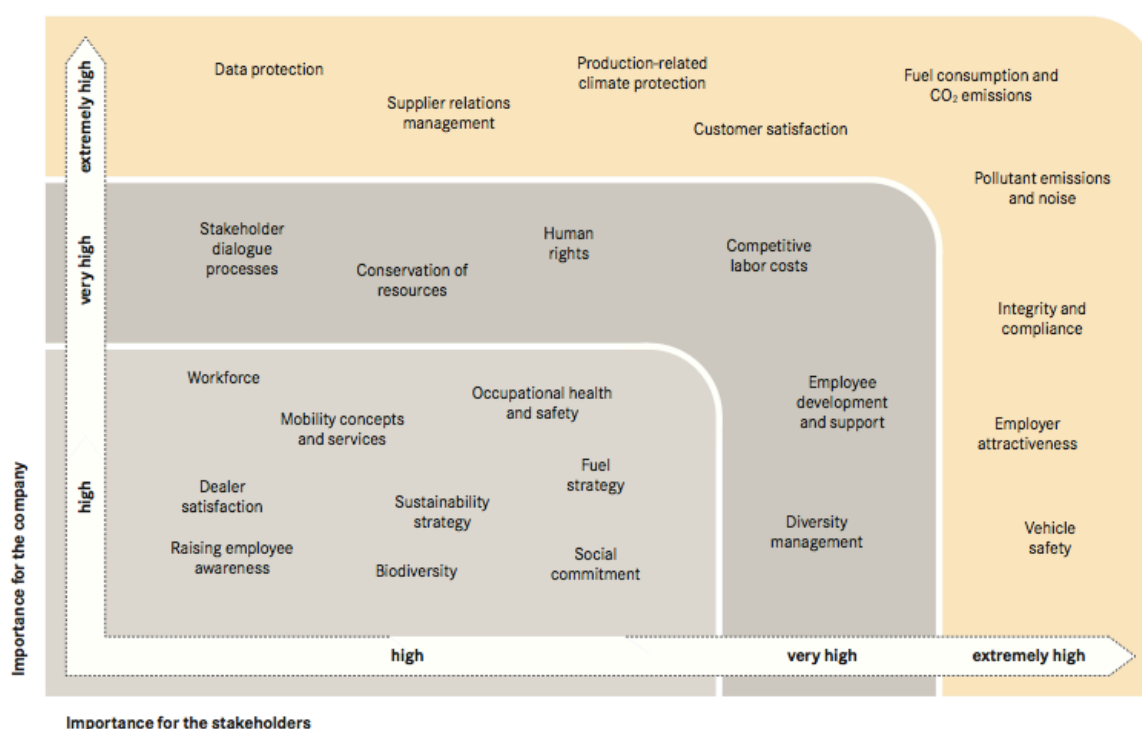 Data protection
Supplier relations
management
Production-related
climate protection
Customer satisfaction
Fuel consumption and
CO₂ emissions
Pollutant emissions
and noise
Integrity and
compliance
Employer
attractiveness
Vehicle
safety
Stakeholder
dialogue
processes
Conservation of
resources
Human
rights
Competitive
labor costs
Employee
development
and support
Diversity
management
Workforce
Mobility concepts
and services
Occupational health
and safety
Fuel
strategy
Dealer
satisfaction
Sustainability
strategy
Raising employee
awareness
Biodiversity
Social
commitment
extremely high
very high
high
Importance for the company
high
very high
extremely high
Importance for the stakeholders